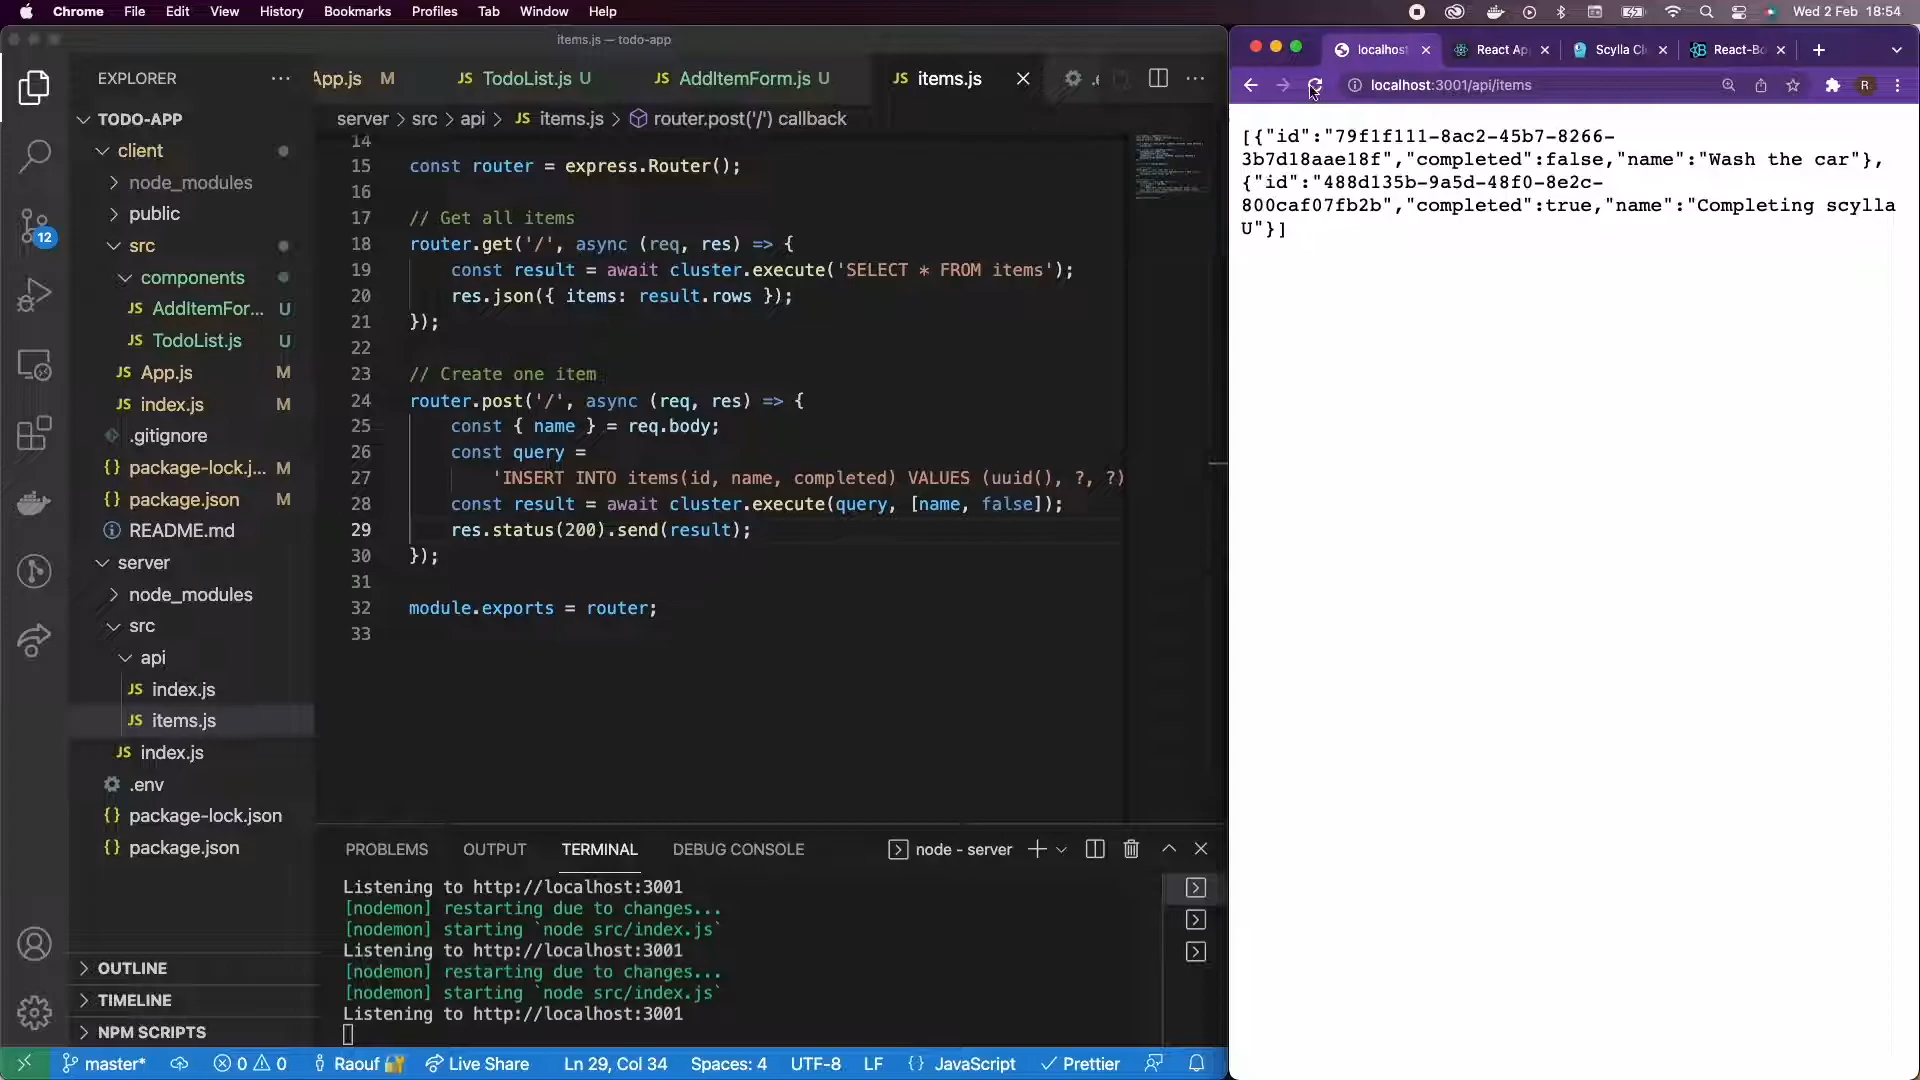 Chrome File Edit View History Bookmarks Profiles Tab Window Help
Wed 2 Feb 18:54
items.js — todo-app
EXPLORER
TODO-APP
client
node_modules
public
src
components
JS AddItemFor... U
JS TodoList.js U
JS App.js M
JS index.js M
.gitignore
{} package-lock.j... M
{} package.json M
README.md
server
node_modules
src
api
JS index.js
JS items.js
JS index.js
.env
{} package-lock.json
{} package.json
OUTLINE
TIMELINE
NPM SCRIPTS
12
App.js M
JS TodoList.js U
JS AddItemForm.js U
JS items.js
server > src > api > JS items.js > router.post('/') callback
14
15 const router = express.Router();
16
17 // Get all items
18 router.get('/', async (req, res) => {
19 const result = await cluster.execute('SELECT * FROM items');
20 res.json({ items: result.rows });
21 });
22
23 // Create one item
24 router.post('/', async (req, res) => {
25 const { name } = req.body;
26 const query =
27 'INSERT INTO items(id, name, completed) VALUES (uuid(), ?, ?)
28 const result = await cluster.execute(query, [name, false]);
29 res.status(200).send(result);
30 });
31
32 module.exports = router;
33
PROBLEMS OUTPUT TERMINAL DEBUG CONSOLE
node - server
Listening to http://localhost:3001
[nodemon] restarting due to changes...
[nodemon] starting `node src/index.js`
Listening to http://localhost:3001
[nodemon] restarting due to changes...
[nodemon] starting `node src/index.js`
Listening to http://localhost:3001
master* 0 0 Raouf Live Share Ln 29, Col 34 Spaces: 4 UTF-8 LF {} JavaScript Prettier
localhos React Ap Scylla Cl React-Bo
localhost:3001/api/items
R
[{"id":"79f1f111-8ac2-45b7-8266-
3b7d18aae18f","completed":false,"name":"Wash the car"},
{"id":"488d135b-9a5d-48f0-8e2c-
800caf07fb2b","completed":true,"name":"Completing scylla
U"}]